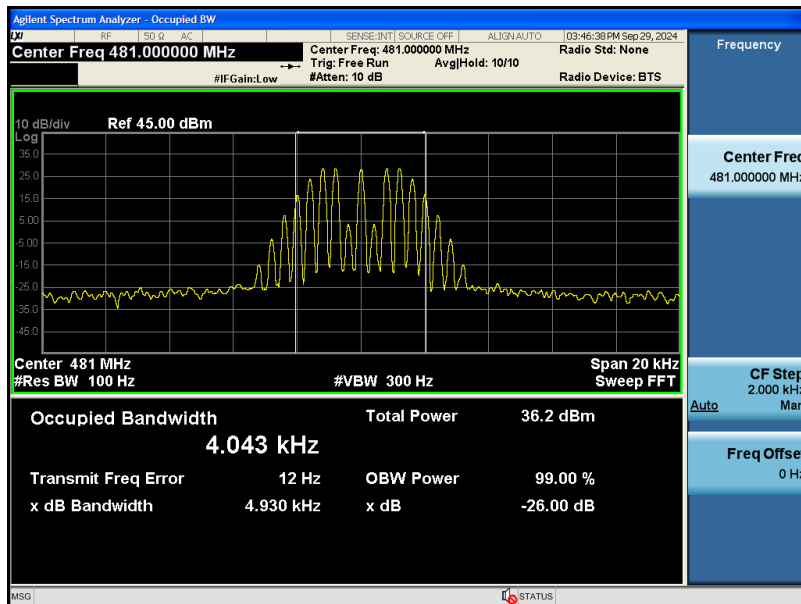 Agilent Spectrum Analyzer - Occupied BW
LXI RF 50 Ω AC SENSE:INT SOURCE OFF ALIGN AUTO 03:46:38 PM Sep 29, 2024
Center Freq 481.000000 MHz
Center Freq: 481.000000 MHz
Radio Std: None
Trig: Free Run Avg|Hold: 10/10
#IFGain:Low
#Atten: 10 dB
Radio Device: BTS
10 dB/div Ref 45.00 dBm
Log
35.0
25.0
15.0
5.00
-5.00
-15.0
-25.0
-35.0
-45.0
Center 481 MHz Span 20 kHz
#Res BW 100 Hz #VBW 300 Hz Sweep FFT
Occupied Bandwidth
4.043 kHz
Total Power 36.2 dBm
Transmit Freq Error 12 Hz OBW Power 99.00 %
x dB Bandwidth 4.930 kHz x dB -26.00 dB
MSG STATUS
Frequency
Center Freq
481.000000 MHz
CF Step
2.000 kHz
Auto Man
Freq Offset
0 Hz